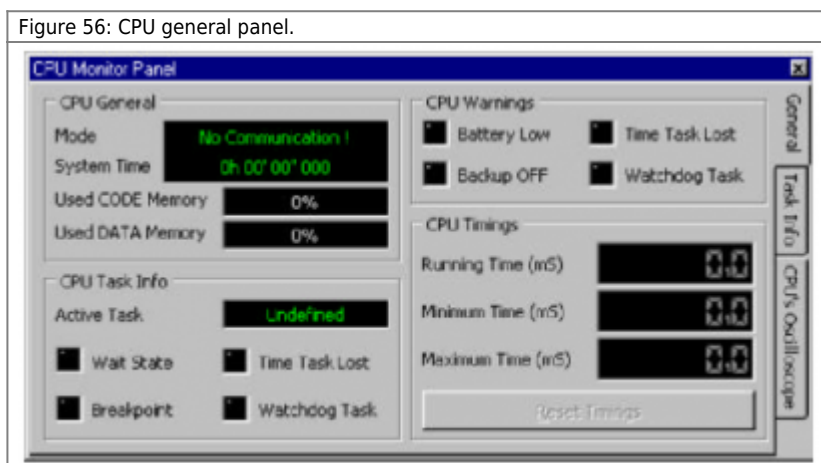 Figure 56: CPU general panel.
CPU Monitor Panel
CPU General
Mode No Communication !
System Time 0h 00' 00" 000
Used CODE Memory 0%
Used DATA Memory 0%
CPU Task Info
Active Task Undefined
Wait State Time Task Lost
Breakpoint Watchdog Task
CPU Warnings
Battery Low Time Task Lost
Backup OFF Watchdog Task
CPU Timings
Running Time (mS) 0.0
Minimum Time (mS) 0.0
Maximum Time (mS) 0.0
Reset Timings
General
Task Info
CPU's Oscilloscope